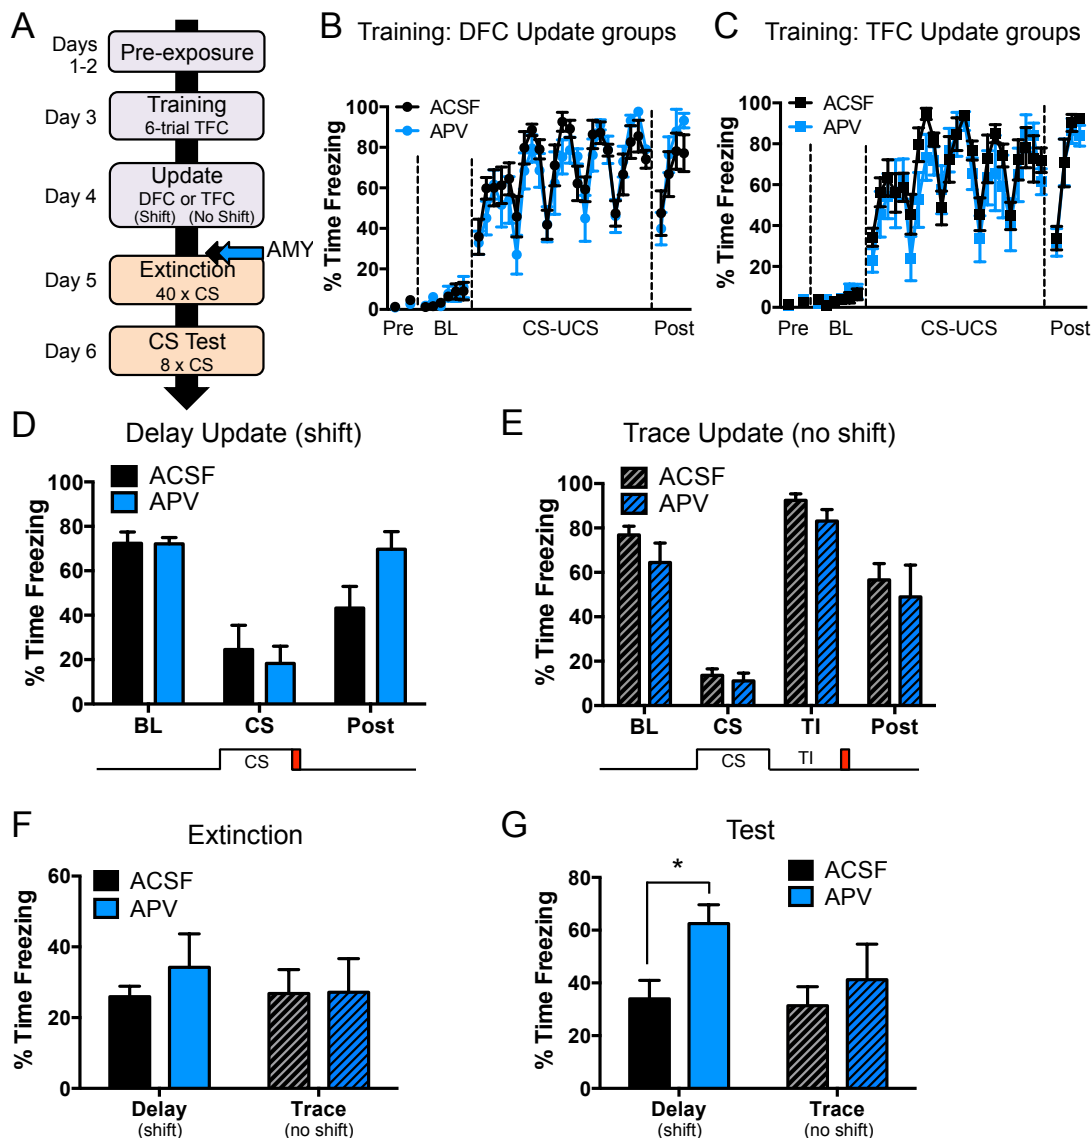 A
Days
1-2
Pre-exposure
Day 3
Training
6-trial TFC
Day 4
Update
DFC or TFC
(Shift) (No Shift)
AMY
Day 5
Extinction
40 x CS
Day 6
CS Test
8 x CS
B
Training: DFC Update groups
ACSF
APV
% Time Freezing
100
80
60
40
20
0
Pre
BL
CS-UCS
Post
C
Training: TFC Update groups
ACSF
APV
% Time Freezing
100
80
60
40
20
0
Pre
BL
CS-UCS
Post
D
Delay Update (shift)
ACSF
APV
% Time Freezing
100
80
60
40
20
0
BL
CS
Post
CS
E
Trace Update (no shift)
ACSF
APV
% Time Freezing
100
80
60
40
20
0
BL
CS
TI
Post
CS
TI
F
Extinction
ACSF
APV
% Time Freezing
60
40
20
0
Delay
(shift)
Trace
(no shift)
G
Test
*
ACSF
APV
% Time Freezing
80
60
40
20
0
Delay
(shift)
Trace
(no shift)